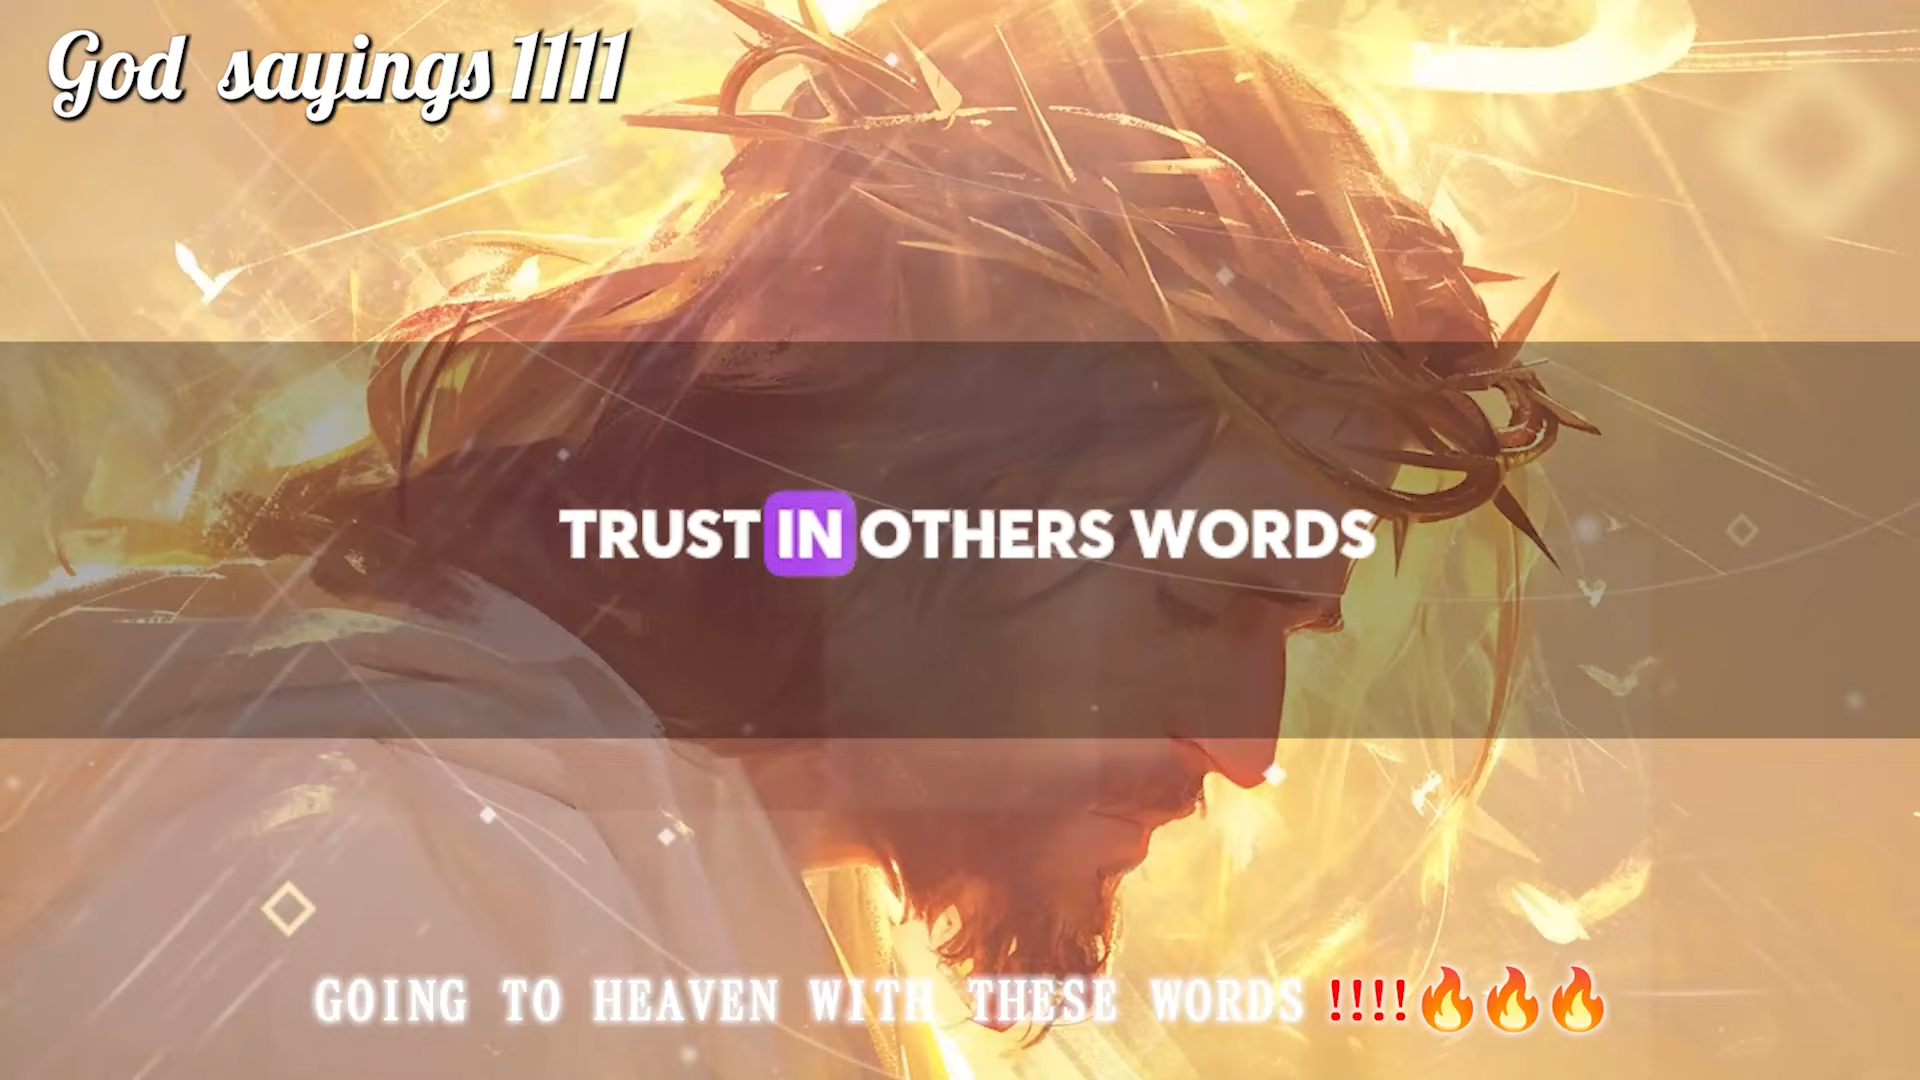 God sayings 1111
TRUST IN OTHERS WORDS
GOING TO HEAVEN WITH THESE WORDS !!!!🔥🔥🔥